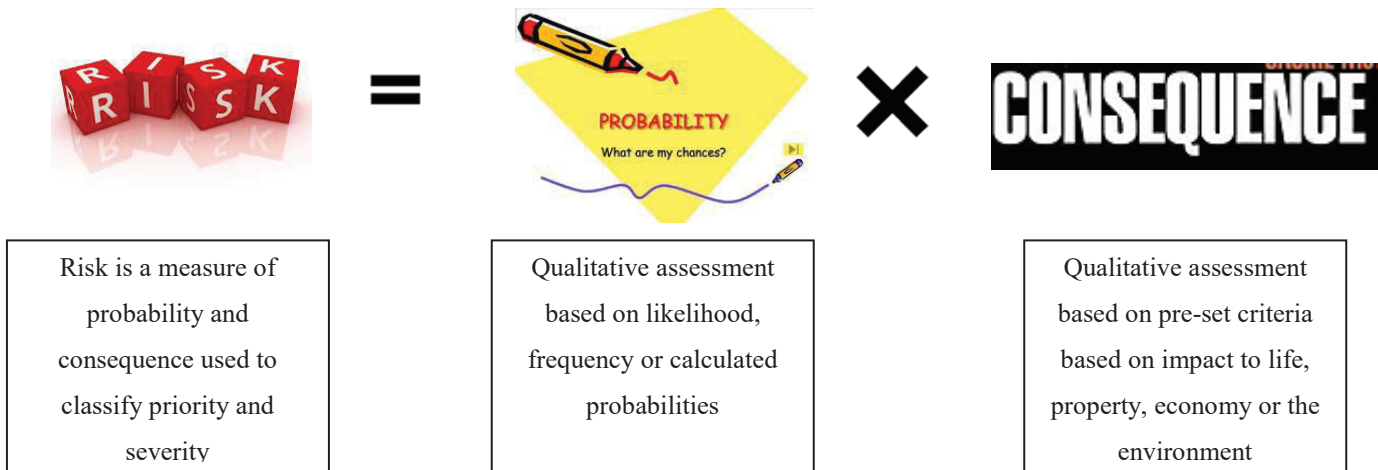 RISK
RISK
=
PROBABILITY
What are my chances?
×
CONSEQUENCE
Risk is a measure of
probability and
consequence used to
classify priority and
severity
Qualitative assessment
based on likelihood,
frequency or calculated
probabilities
Qualitative assessment
based on pre-set criteria
based on impact to life,
property, economy or the
environment